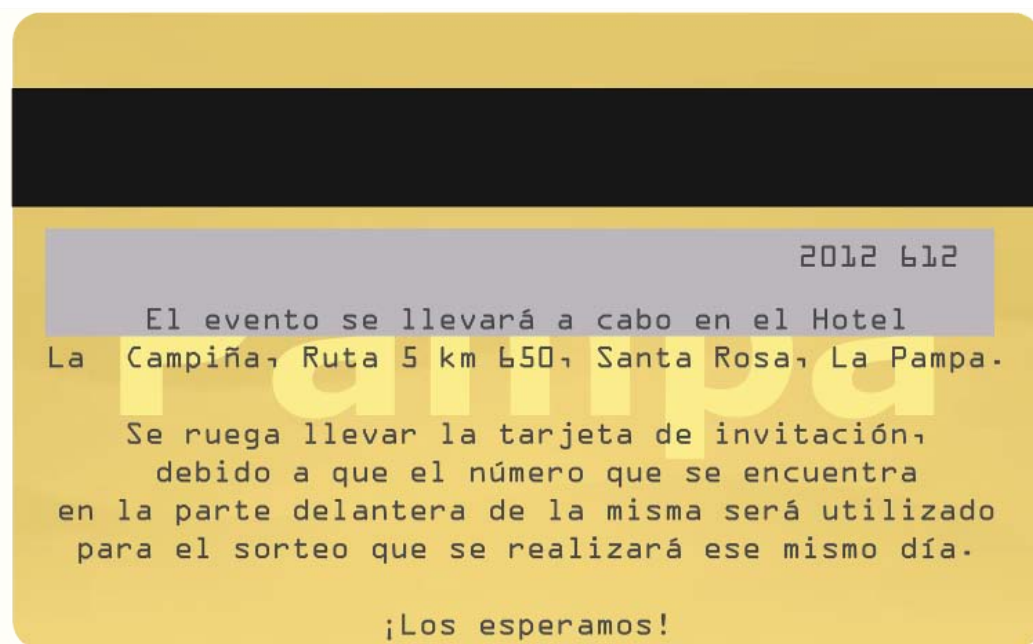 2012 612
El evento se llevará a cabo en el Hotel
La Campiña, Ruta 5 km 650, Santa Rosa, La Pampa.
Pampa
Se ruega llevar la tarjeta de invitación,
debido a que el número que se encuentra
en la parte delantera de la misma será utilizado
para el sorteo que se realizará ese mismo día.
¡Los esperamos!